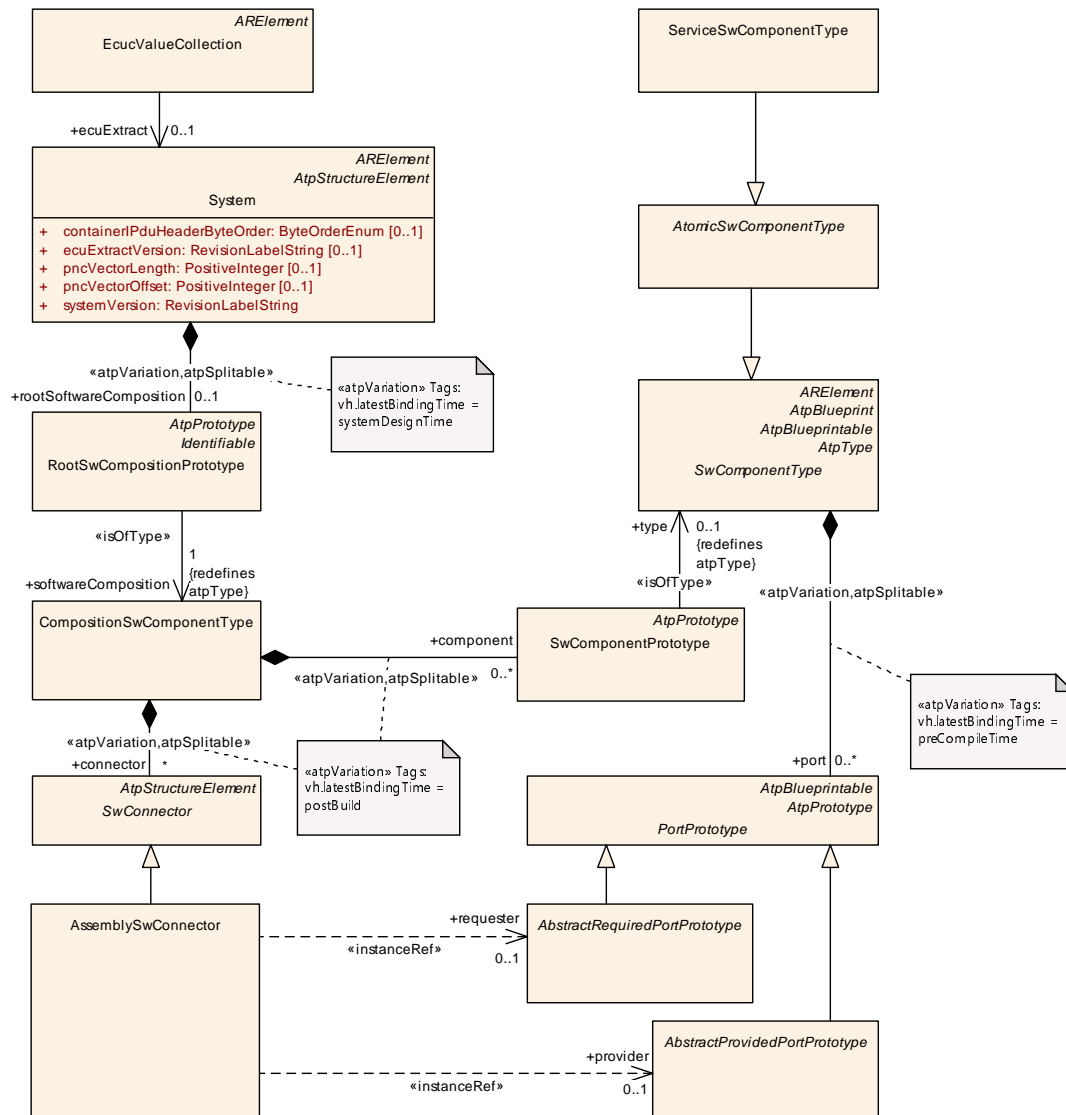 ARElement
EcucValueCollection
ServiceSwComponentType
+ecuExtract
0..1
ARElement
AtpStructureElement
System
+ containerIPduHeaderByteOrder: ByteOrderEnum [0..1]
+ ecuExtractVersion: RevisionLabelString [0..1]
+ pncVectorLength: PositiveInteger [0..1]
+ pncVectorOffset: PositiveInteger [0..1]
+ systemVersion: RevisionLabelString
AtomicSwComponentType
«atpVariation,atpSplitable»
+rootSoftwareComposition
0..1
«atpVariation» Tags:
vh.latestBindingTime =
systemDesignTime
ARElement
AtpBlueprint
AtpBlueprintable
AtpType
SwComponentType
AtpPrototype
Identifiable
RootSwCompositionPrototype
«isOfType»
1
{redefines
atpType}
+softwareComposition
+type
0..1
{redefines
atpType}
«isOfType»
«atpVariation,atpSplitable»
CompositionSwComponentType
+component
0..*
«atpVariation,atpSplitable»
AtpPrototype
SwComponentPrototype
«atpVariation» Tags:
vh.latestBindingTime =
preCompileTime
«atpVariation,atpSplitable»
+connector
*
«atpVariation» Tags:
vh.latestBindingTime =
postBuild
+port
0..*
AtpStructureElement
SwConnector
AtpBlueprintable
AtpPrototype
PortPrototype
AssemblySwConnector
+requester
«instanceRef»
0..1
AbstractRequiredPortPrototype
+provider
«instanceRef»
0..1
AbstractProvidedPortPrototype